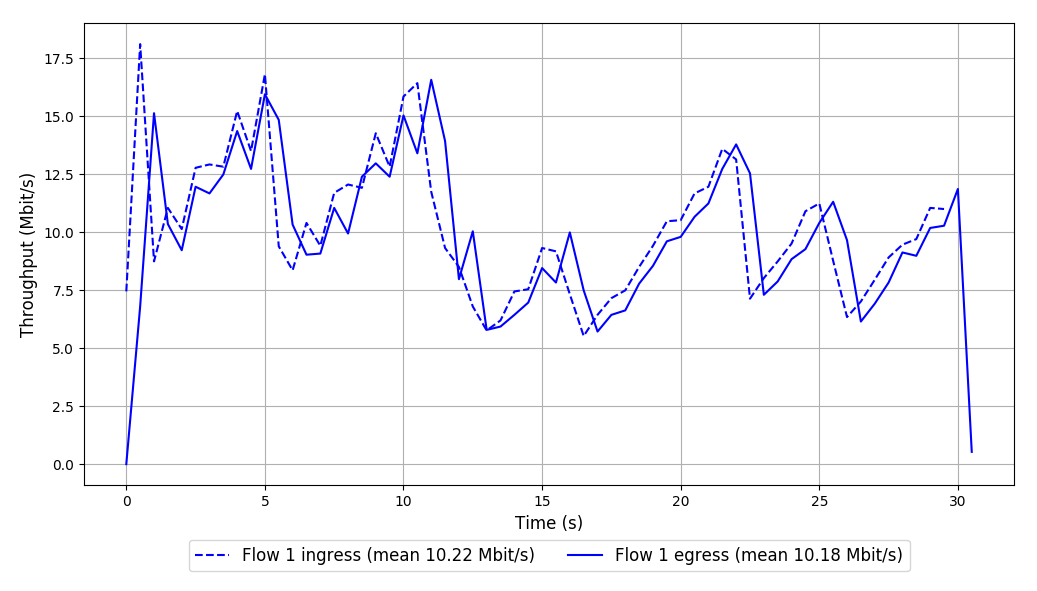 17.5
15.0
12.5
10.0
7.5
5.0
2.5
0.0
Throughput (Mbit/s)
0 5 10 15 20 25 30
Time (s)
Flow 1 ingress (mean 10.22 Mbit/s) Flow 1 egress (mean 10.18 Mbit/s)